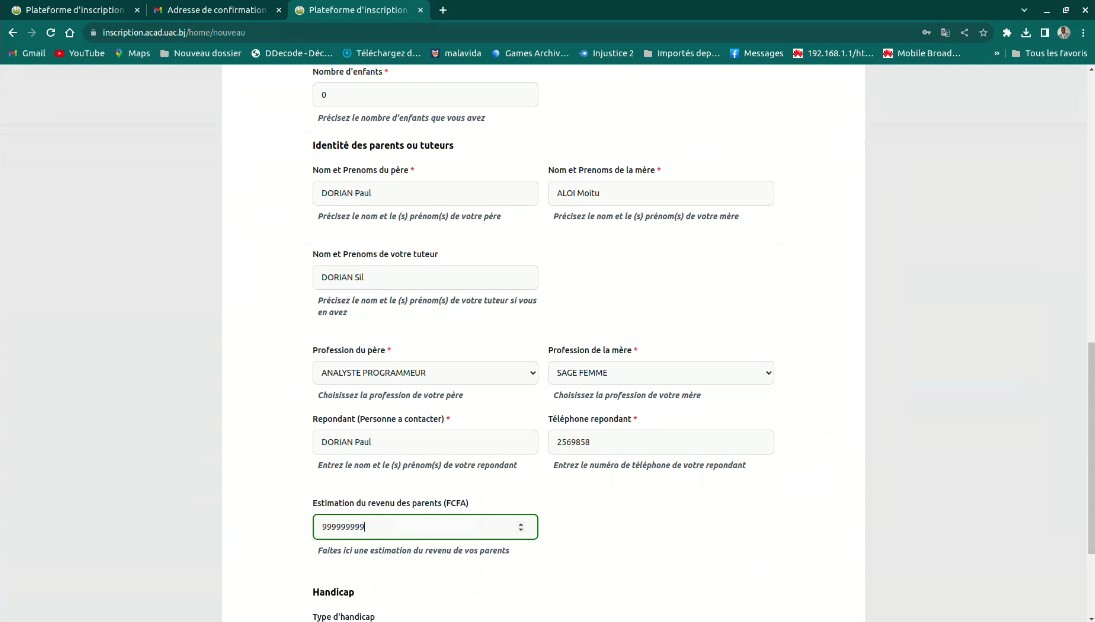 Plateforme d'inscription
Adresse de confirmation
Plateforme d'inscription
inscription.acad.uac.bj/home/nouveau
Gmail YouTube Maps Nouveau dossier DDecode - Déc... Téléchargez d... malavida Games Archiv... Injustice 2 Importés dep... Messages 192.168.1.1/ht... Mobile Broad... » Tous les favoris
Nombre d'enfants *
0
Précisez le nombre d'enfants que vous avez
Identité des parents ou tuteurs
Nom et Prenoms du père * Nom et Prenoms de la mère *
DORIAN Paul ALOI Moitu
Précisez le nom et le (s) prénom(s) de votre père Précisez le nom et le (s) prénom(s) de votre mère
Nom et Prenoms de votre tuteur
DORIAN Sil
Précisez le nom et le (s) prénom(s) de votre tuteur si vous
en avez
Profession du père * Profession de la mère *
ANALYSTE PROGRAMMEUR SAGE FEMME
Choisissez la profession de votre père Choisissez la profession de votre mère
Repondant (Personne a contacter) * Téléphone repondant *
DORIAN Paul 2569858
Entrez le nom et le (s) prénom(s) de votre repondant Entrez le numéro de téléphone de votre repondant
Estimation du revenu des parents (FCFA)
999999999
Faites ici une estimation du revenu de vos parents
Handicap
Type d'handicap